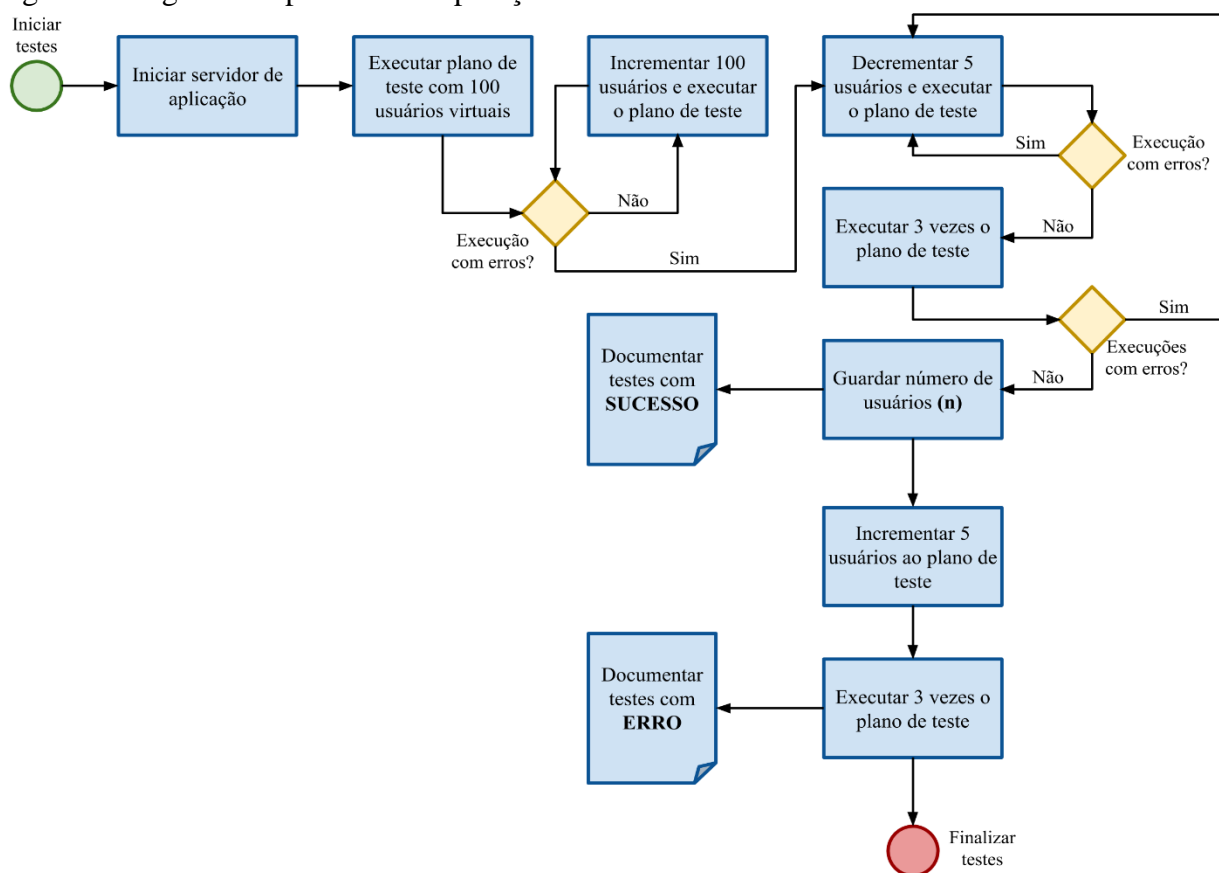 Iniciar
testes
Iniciar servidor de
aplicação
Executar plano de
teste com 100
usuários virtuais
Incrementar 100
usuários e executar
o plano de teste
Decrementar 5
usuários e executar
o plano de teste
Sim
Execução
com erros?
Não
Execução
com erros?
Sim
Executar 3 vezes o
plano de teste
Não
Sim
Execuções
com erros?
Não
Documentar
testes com
SUCESSO
Guardar número de
usuários (n)
Incrementar 5
usuários ao plano de
teste
Documentar
testes com
ERRO
Executar 3 vezes o
plano de teste
Finalizar
testes